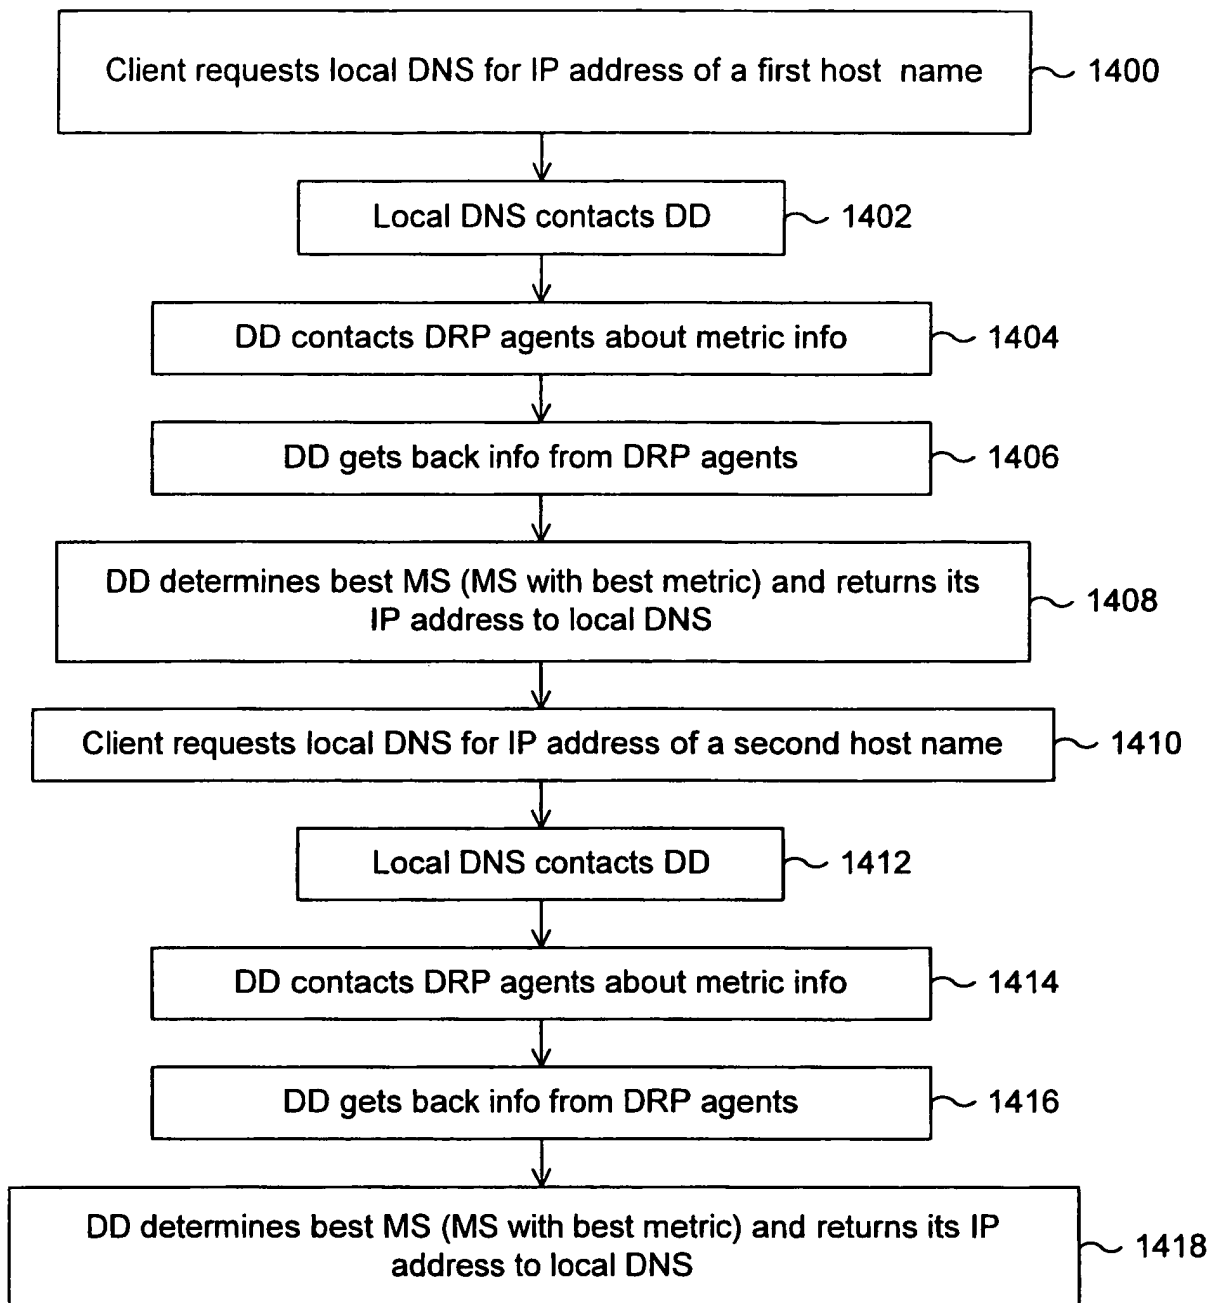 Client requests local DNS for IP address of a first host name
1400
Local DNS contacts DD
1402
DD contacts DRP agents about metric info
1404
DD gets back info from DRP agents
1406
DD determines best MS (MS with best metric) and returns its
IP address to local DNS
1408
Client requests local DNS for IP address of a second host name
1410
Local DNS contacts DD
1412
DD contacts DRP agents about metric info
1414
DD gets back info from DRP agents
1416
DD determines best MS (MS with best metric) and returns its IP
address to local DNS
1418